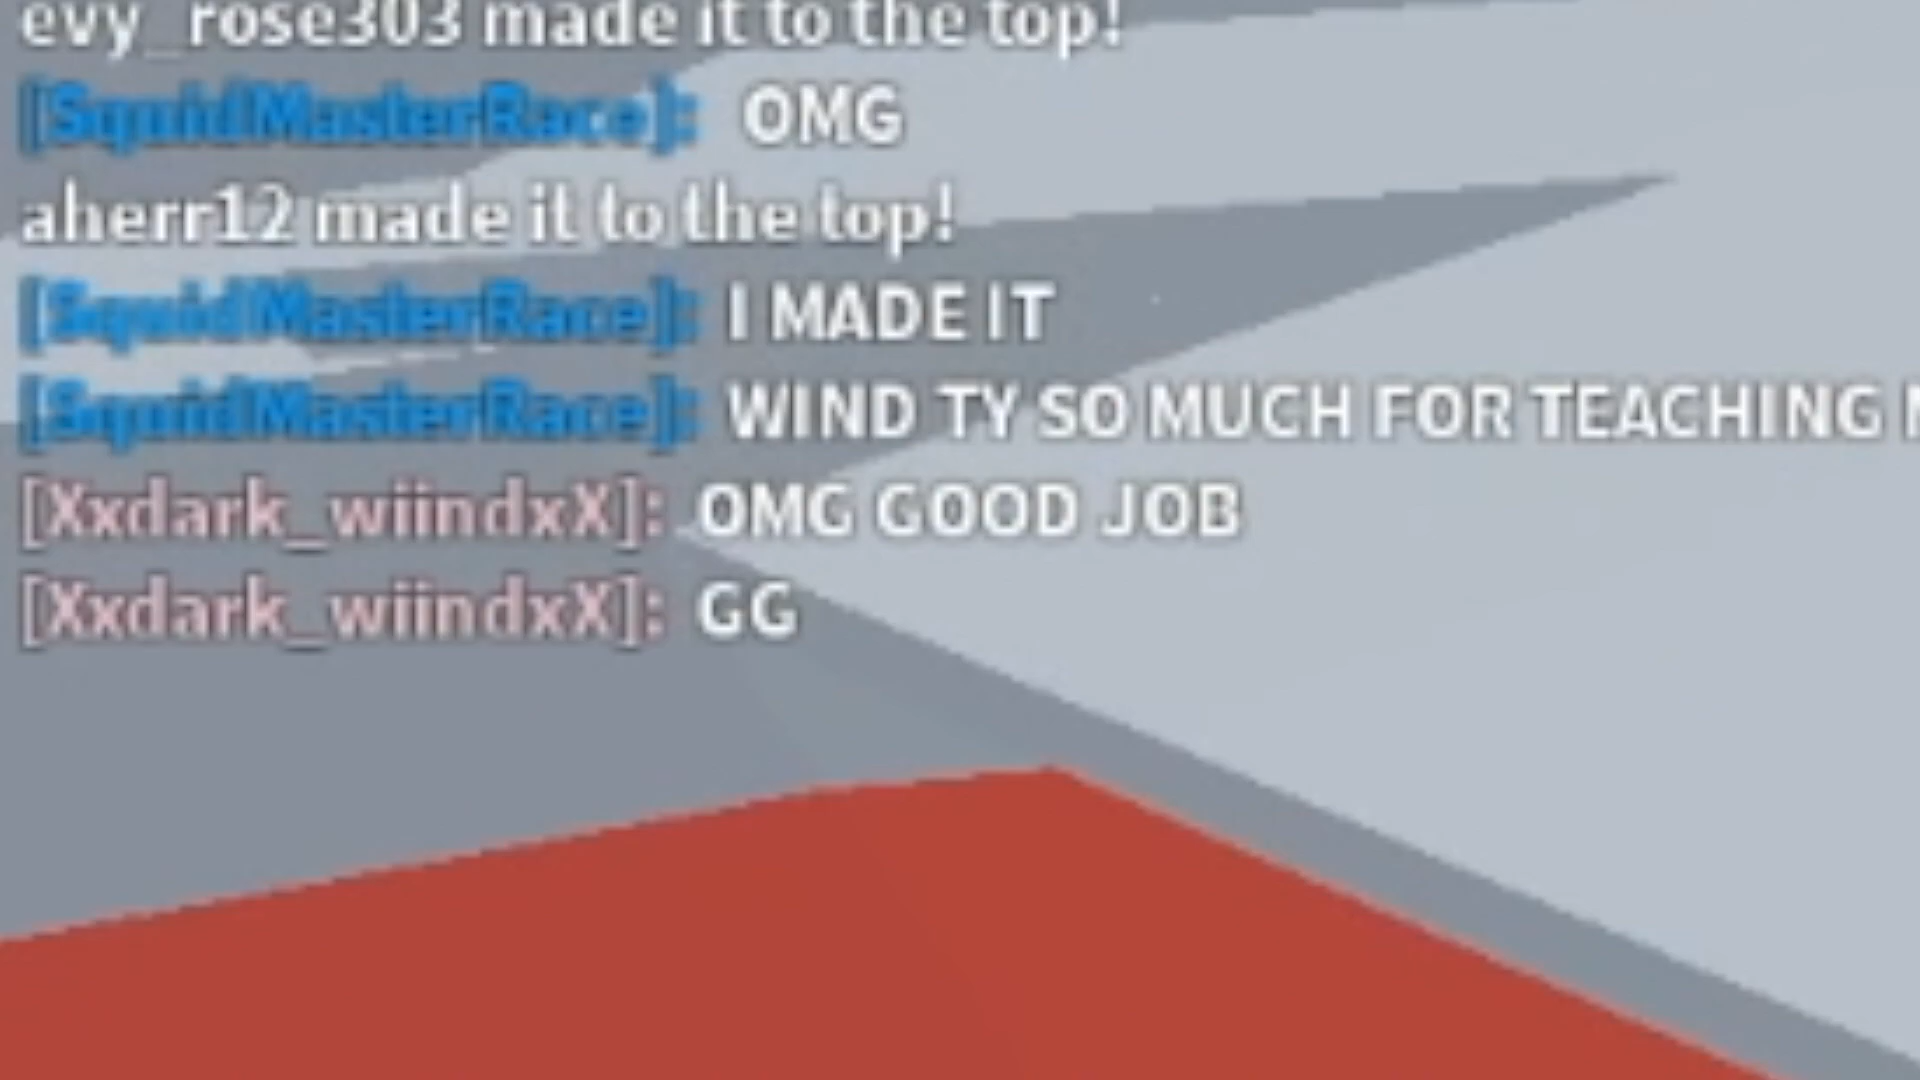 evy_rose303 made it to the top!
[SquidMasterRace]: OMG
aherr12 made it to the top!
[SquidMasterRace]: I MADE IT
[SquidMasterRace]: WIND TY SO MUCH FOR TEACHING
[Xxdark_wiindxX]: OMG GOOD JOB
[Xxdark_wiindxX]: GG